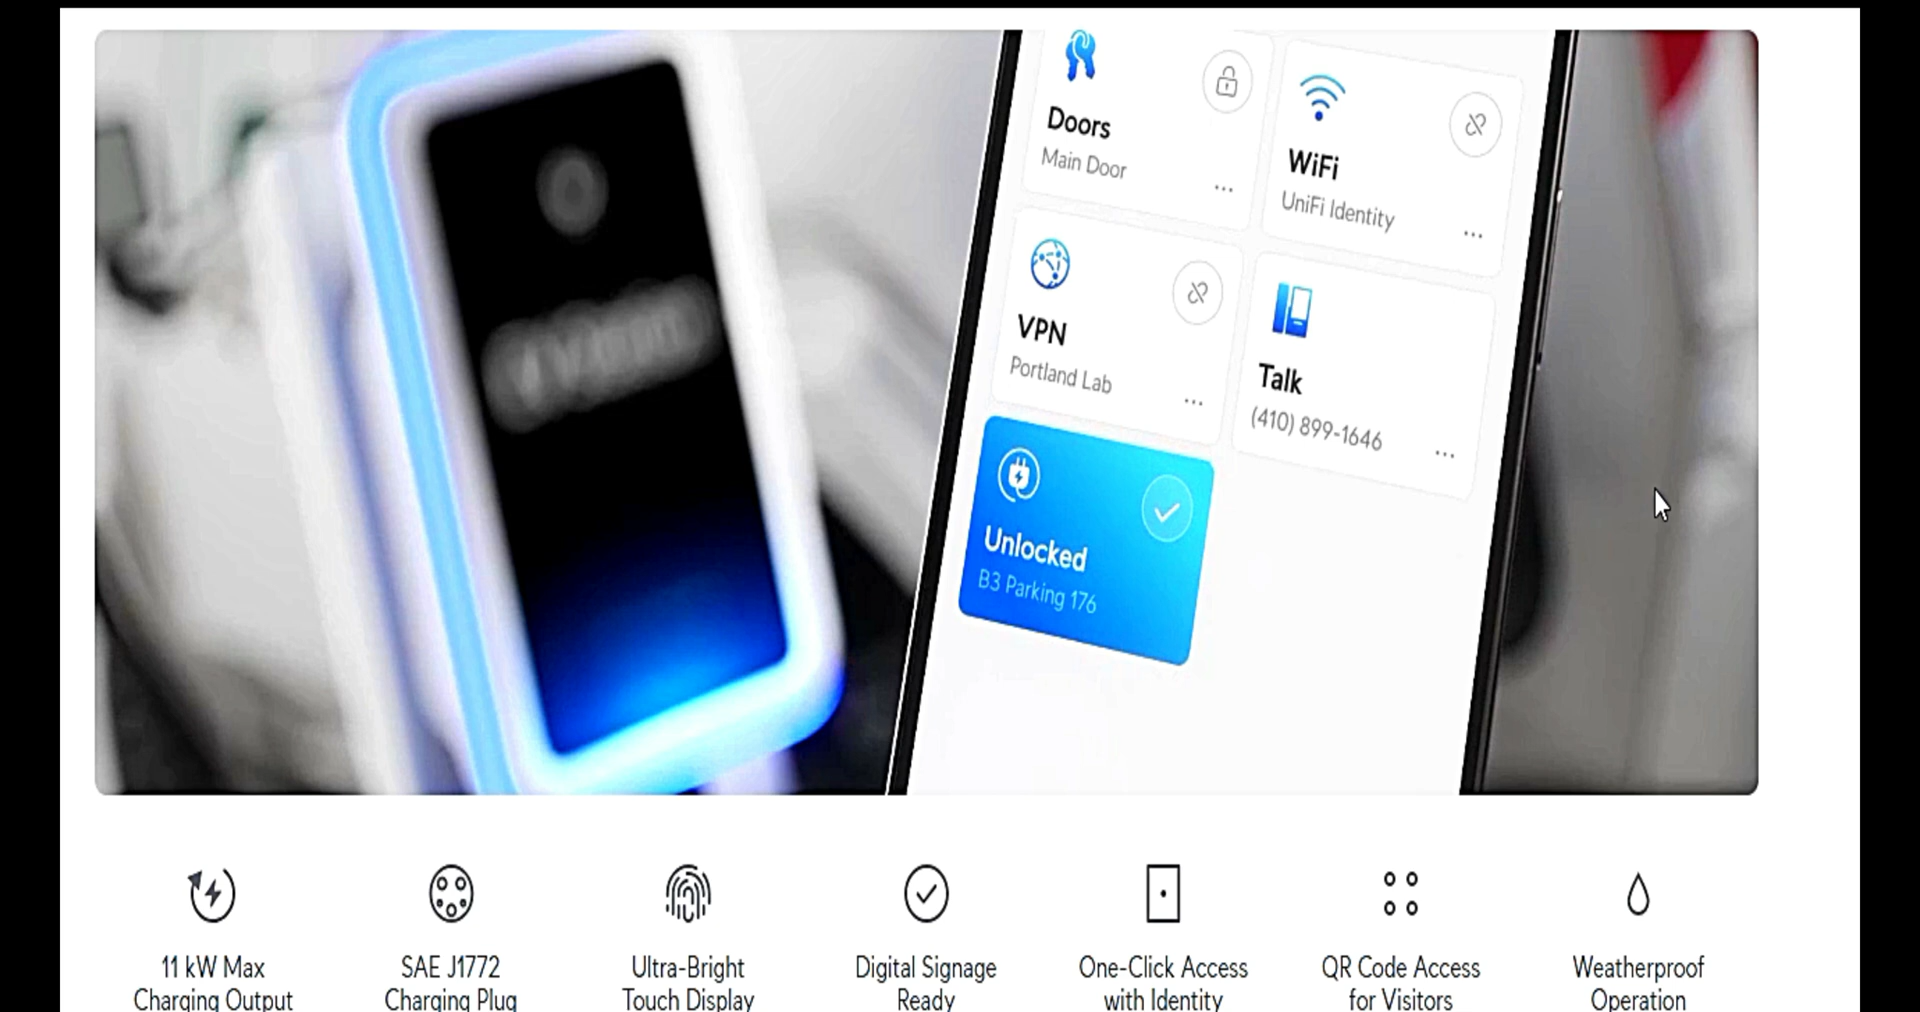 Doors
Main Door
WiFi
UniFi Identity
VPN
Portland Lab
Talk
(410) 899-1646
Unlocked
B3 Parking 176
11 kW Max
Charging Output
SAE J1772
Charging Plug
Ultra-Bright
Touch Display
Digital Signage
Ready
One-Click Access
with Identity
QR Code Access
for Visitors
Weatherproof
Operation